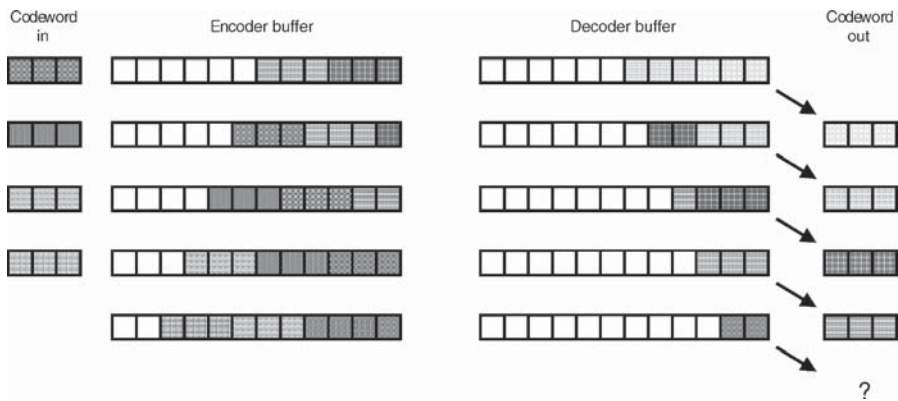 Codeword
in
Encoder buffer
Decoder buffer
Codeword
out
?